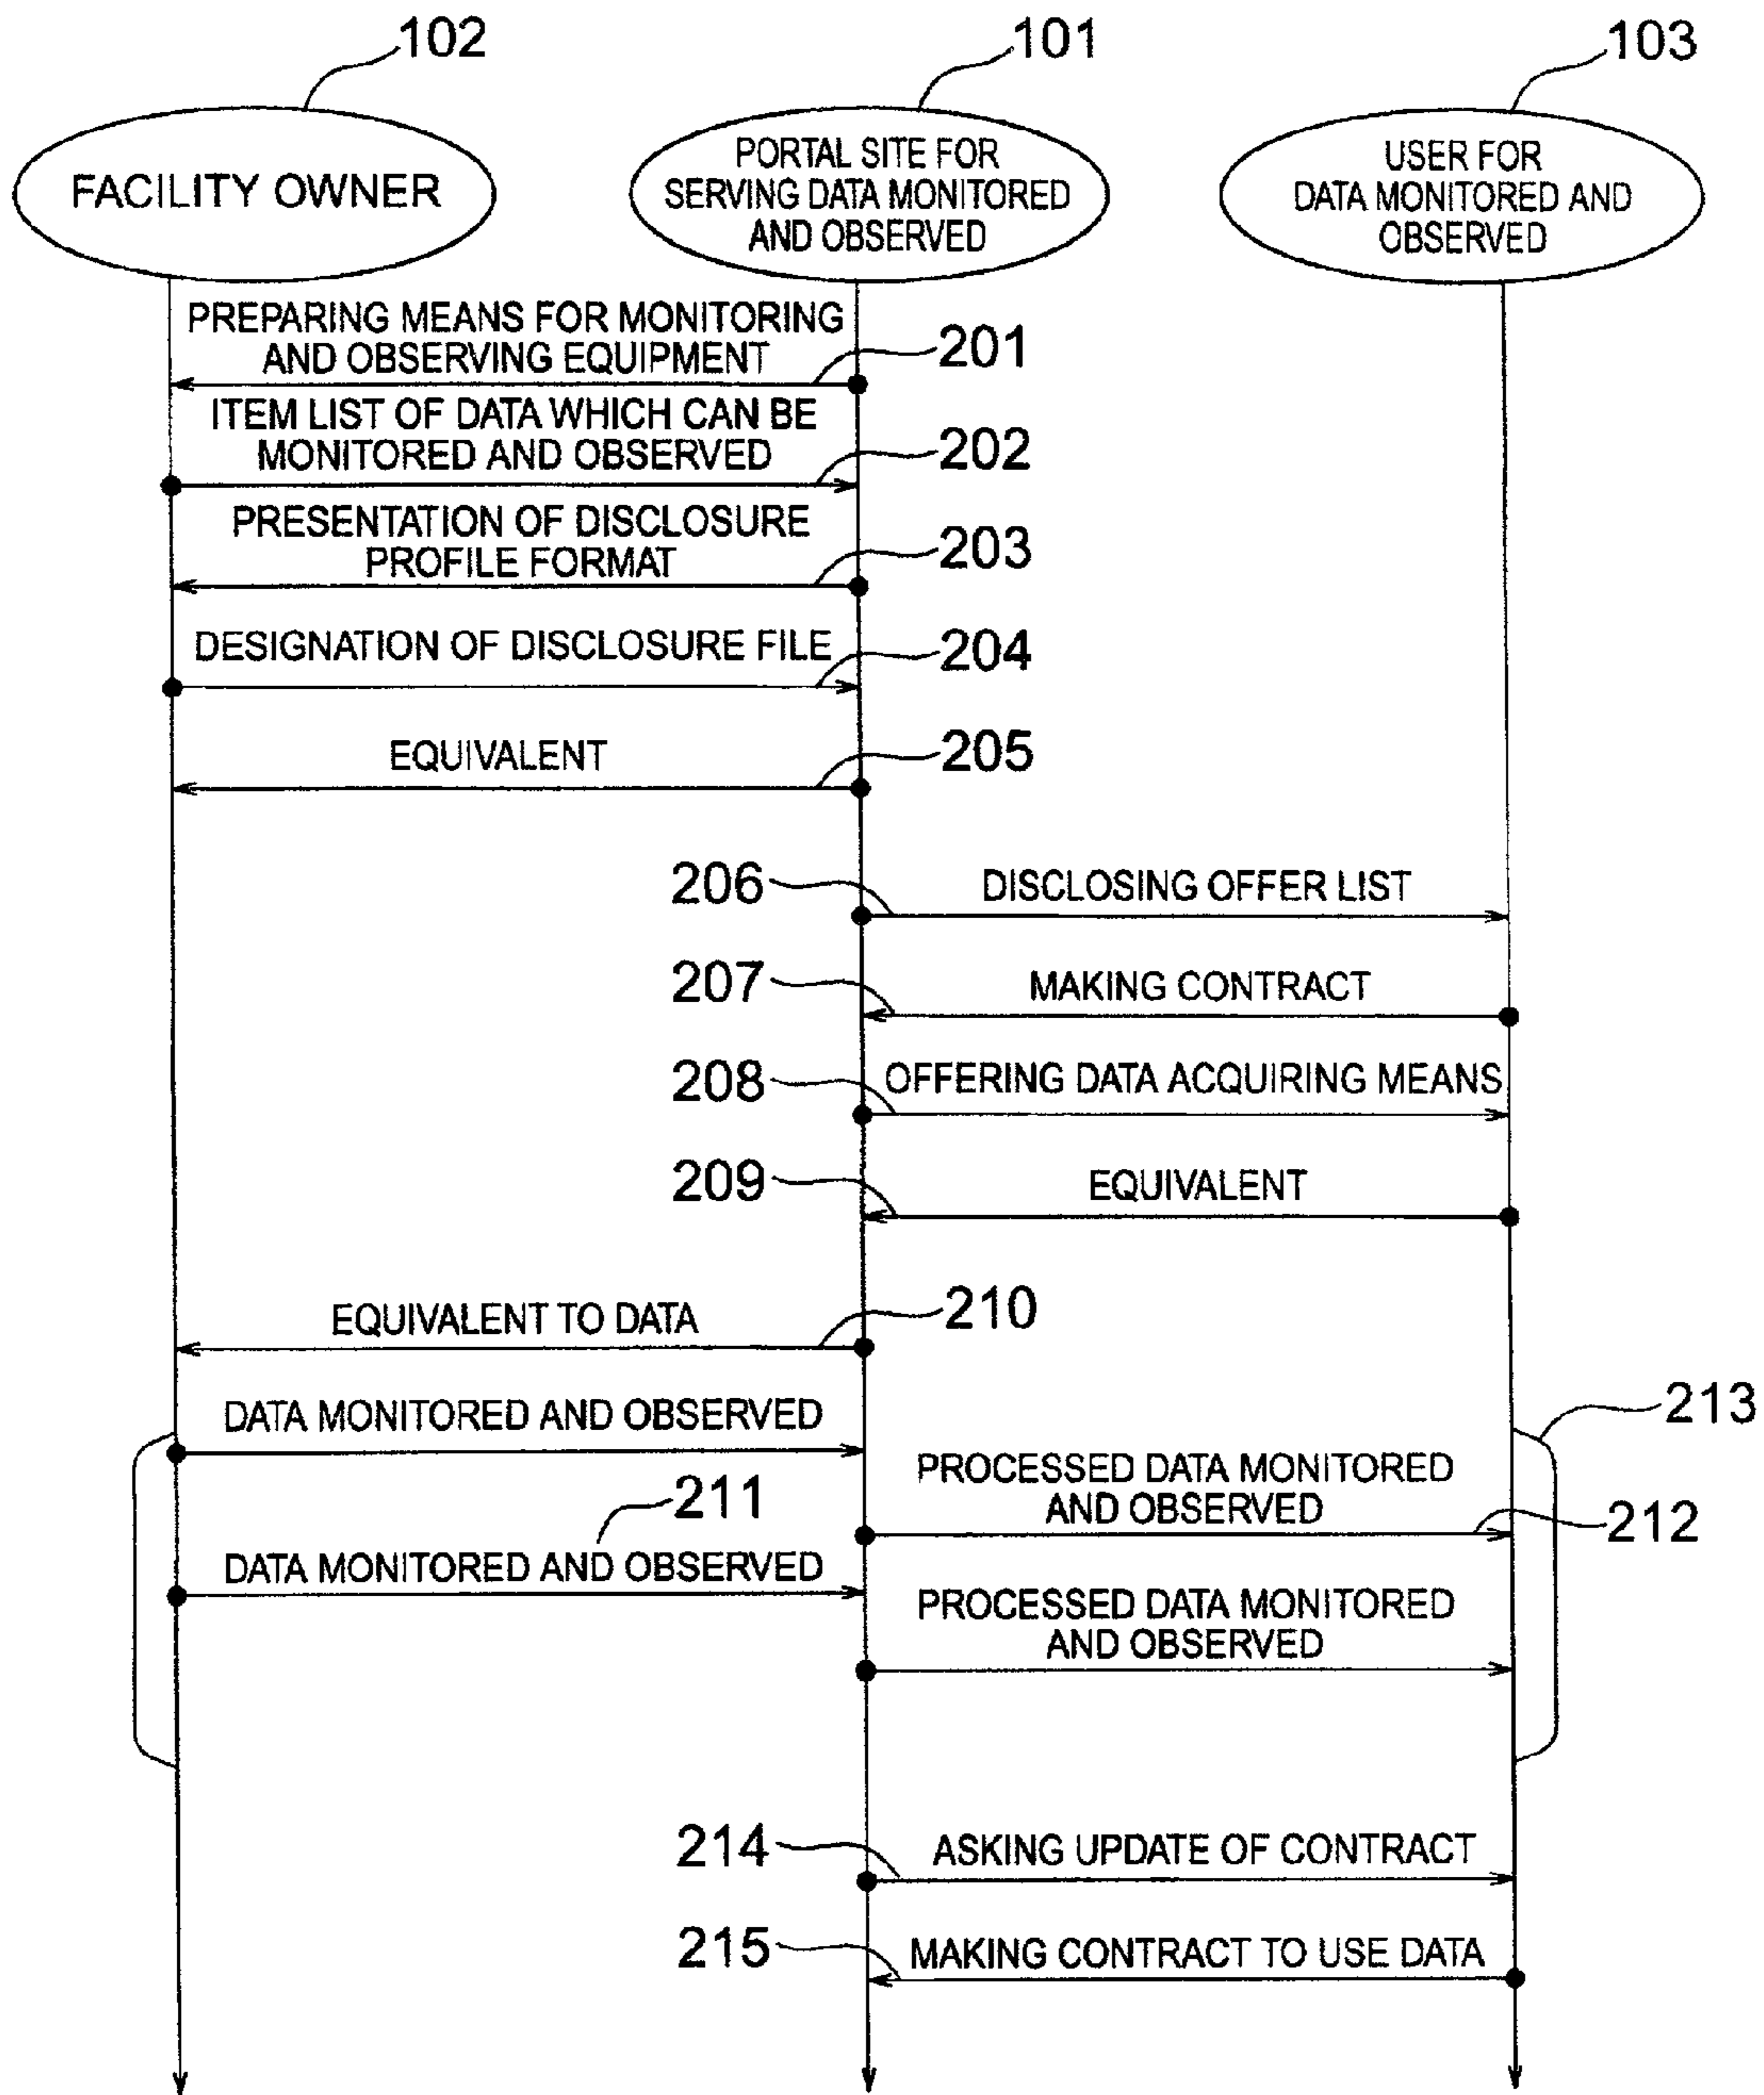 102
101
103
FACILITY OWNER
PORTAL SITE FOR
SERVING DATA MONITORED
AND OBSERVED
USER FOR
DATA MONITORED AND
OBSERVED
PREPARING MEANS FOR MONITORING
AND OBSERVING EQUIPMENT
201
ITEM LIST OF DATA WHICH CAN BE
MONITORED AND OBSERVED
202
PRESENTATION OF DISCLOSURE
PROFILE FORMAT
203
DESIGNATION OF DISCLOSURE FILE
204
EQUIVALENT
205
206
DISCLOSING OFFER LIST
207
MAKING CONTRACT
208
OFFERING DATA ACQUIRING MEANS
209
EQUIVALENT
EQUIVALENT TO DATA
210
DATA MONITORED AND OBSERVED
213
PROCESSED DATA MONITORED
AND OBSERVED
212
211
DATA MONITORED AND OBSERVED
PROCESSED DATA MONITORED
AND OBSERVED
214
ASKING UPDATE OF CONTRACT
215
MAKING CONTRACT TO USE DATA